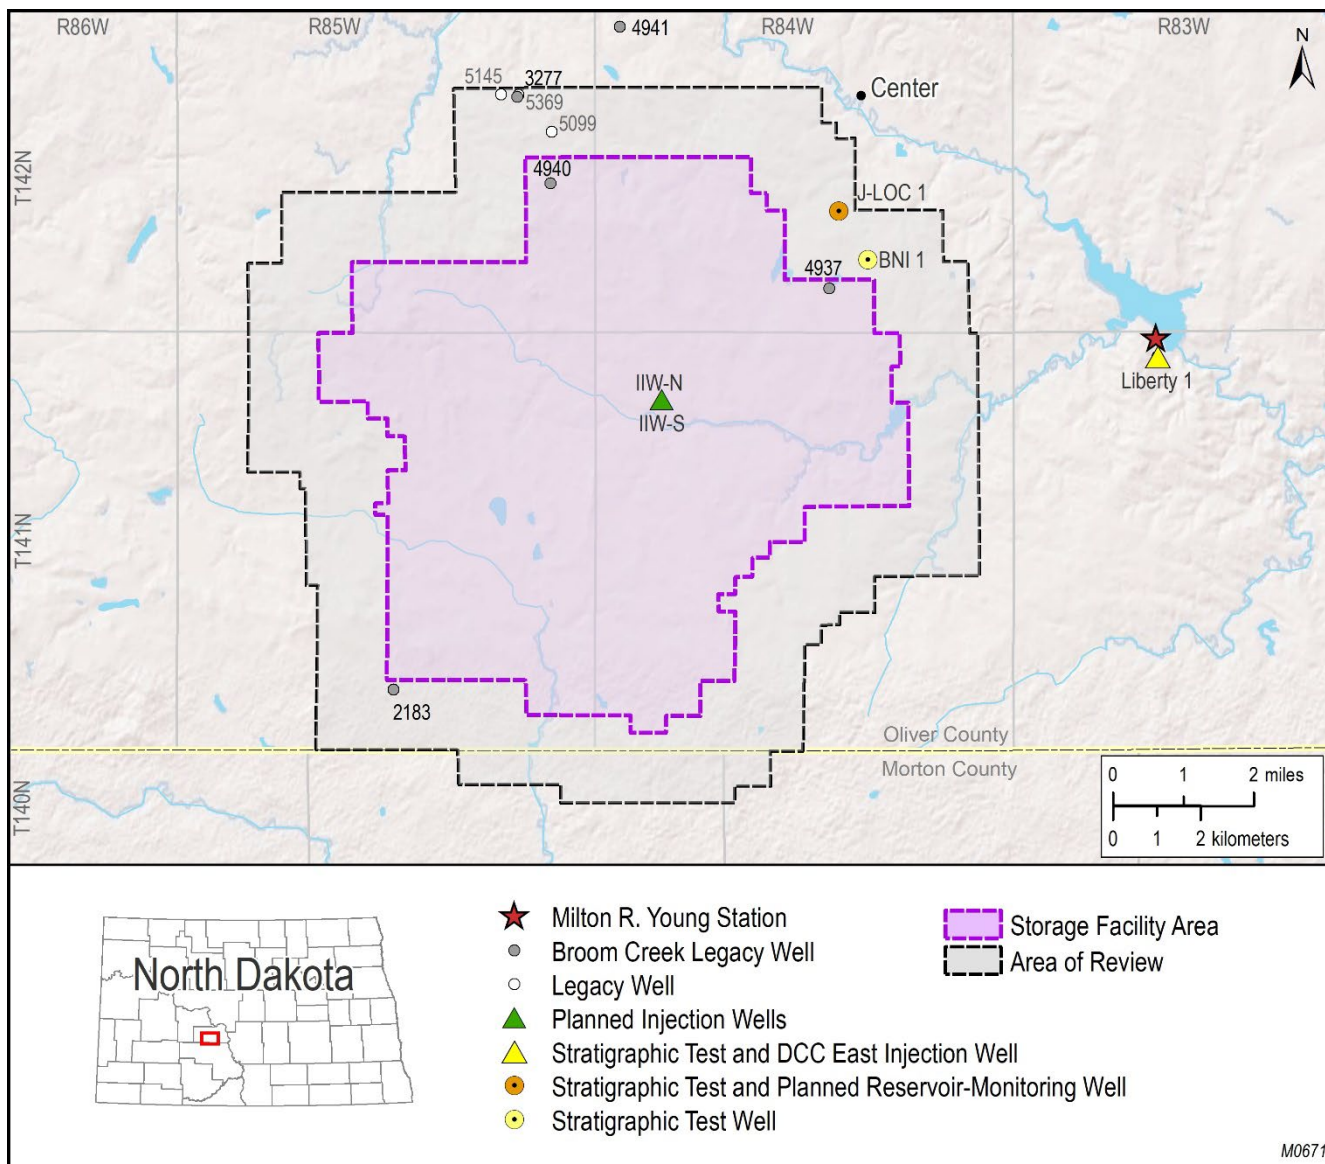 R86W
R85W
4941
R84W
R83W
N
5145
3277
5369
Center
5099
T142N
4940
J-LOC 1
BNI 1
4937
Liberty 1
IIW-N
IIW-S
T141N
2183
Oliver County
Morton County
T140N
0 1 2 miles
0 1 2 kilometers
North Dakota
Milton R. Young Station
Broom Creek Legacy Well
Legacy Well
Planned Injection Wells
Stratigraphic Test and DCC East Injection Well
Stratigraphic Test and Planned Reservoir-Monitoring Well
Stratigraphic Test Well
Storage Facility Area
Area of Review
M0671